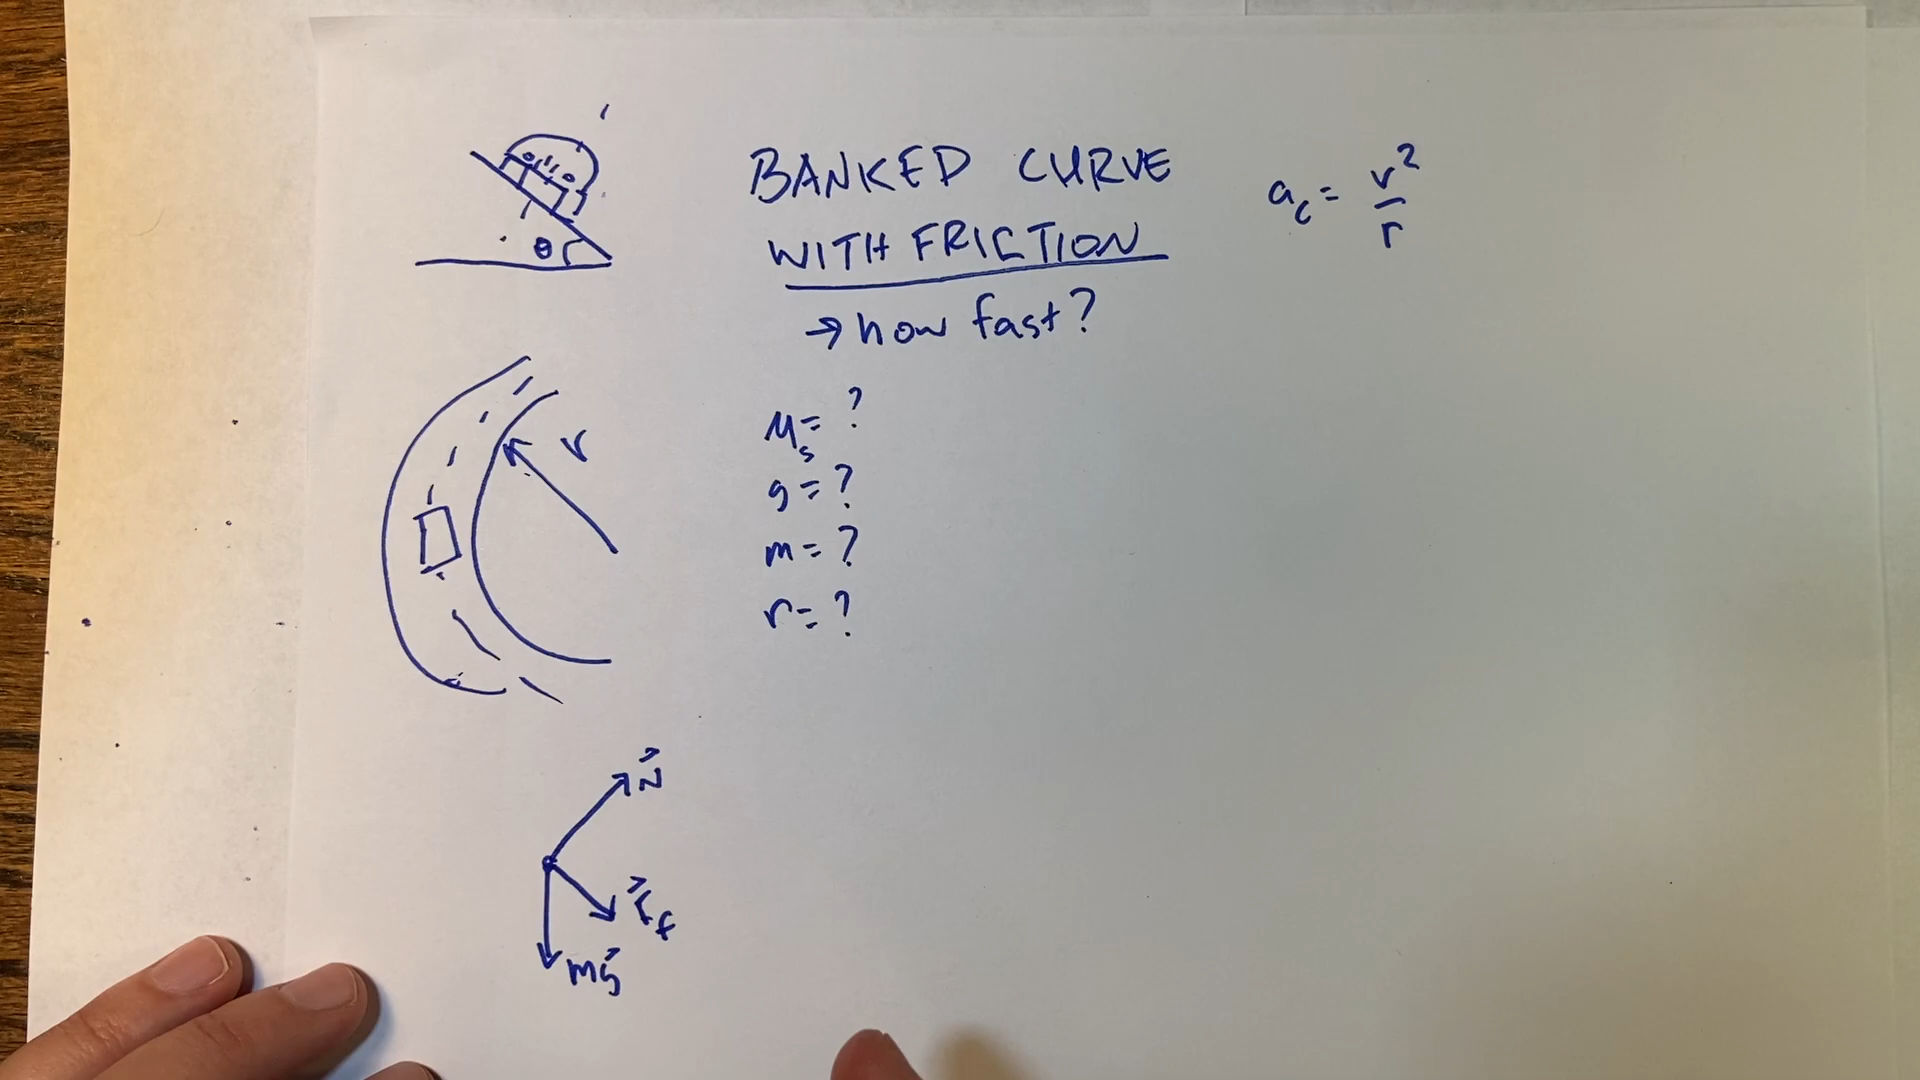 BANKED CURVE
WITH FRICTION
→ how fast?
a_c = v²/r
θ
r
μ_s = ?
g = ?
m = ?
r = ?
N⃗
F⃗_f
mg⃗